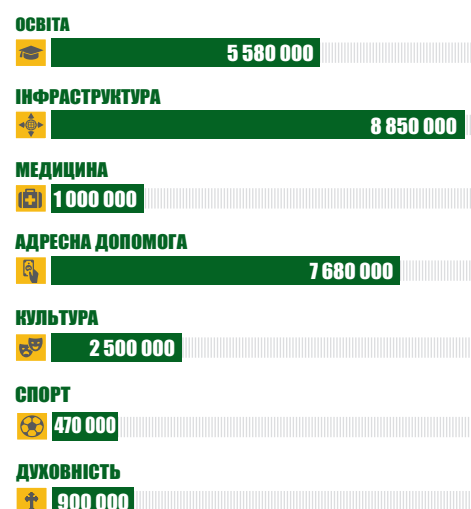 ОСВІТА
5 580 000
ІНФРАСТРУКТУРА
8 850 000
МЕДИЦИНА
1 000 000
АДРЕСНА ДОПОМОГА
7 680 000
КУЛЬТУРА
2 500 000
СПОРТ
470 000
ДУХОВНІСТЬ
900 000